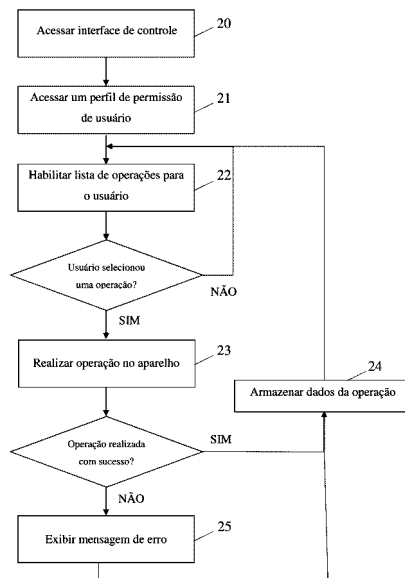 Acessar interface de controle
20
Acessar um perfil de permissão
de usuário
21
Habilitar lista de operações para
o usuário
22
Usuário selecionou
uma operação?
NÃO
SIM
Realizar operação no aparelho
23
24
Armazenar dados da operação
Operação realizada
com sucesso?
SIM
NÃO
Exibir mensagem de erro
25